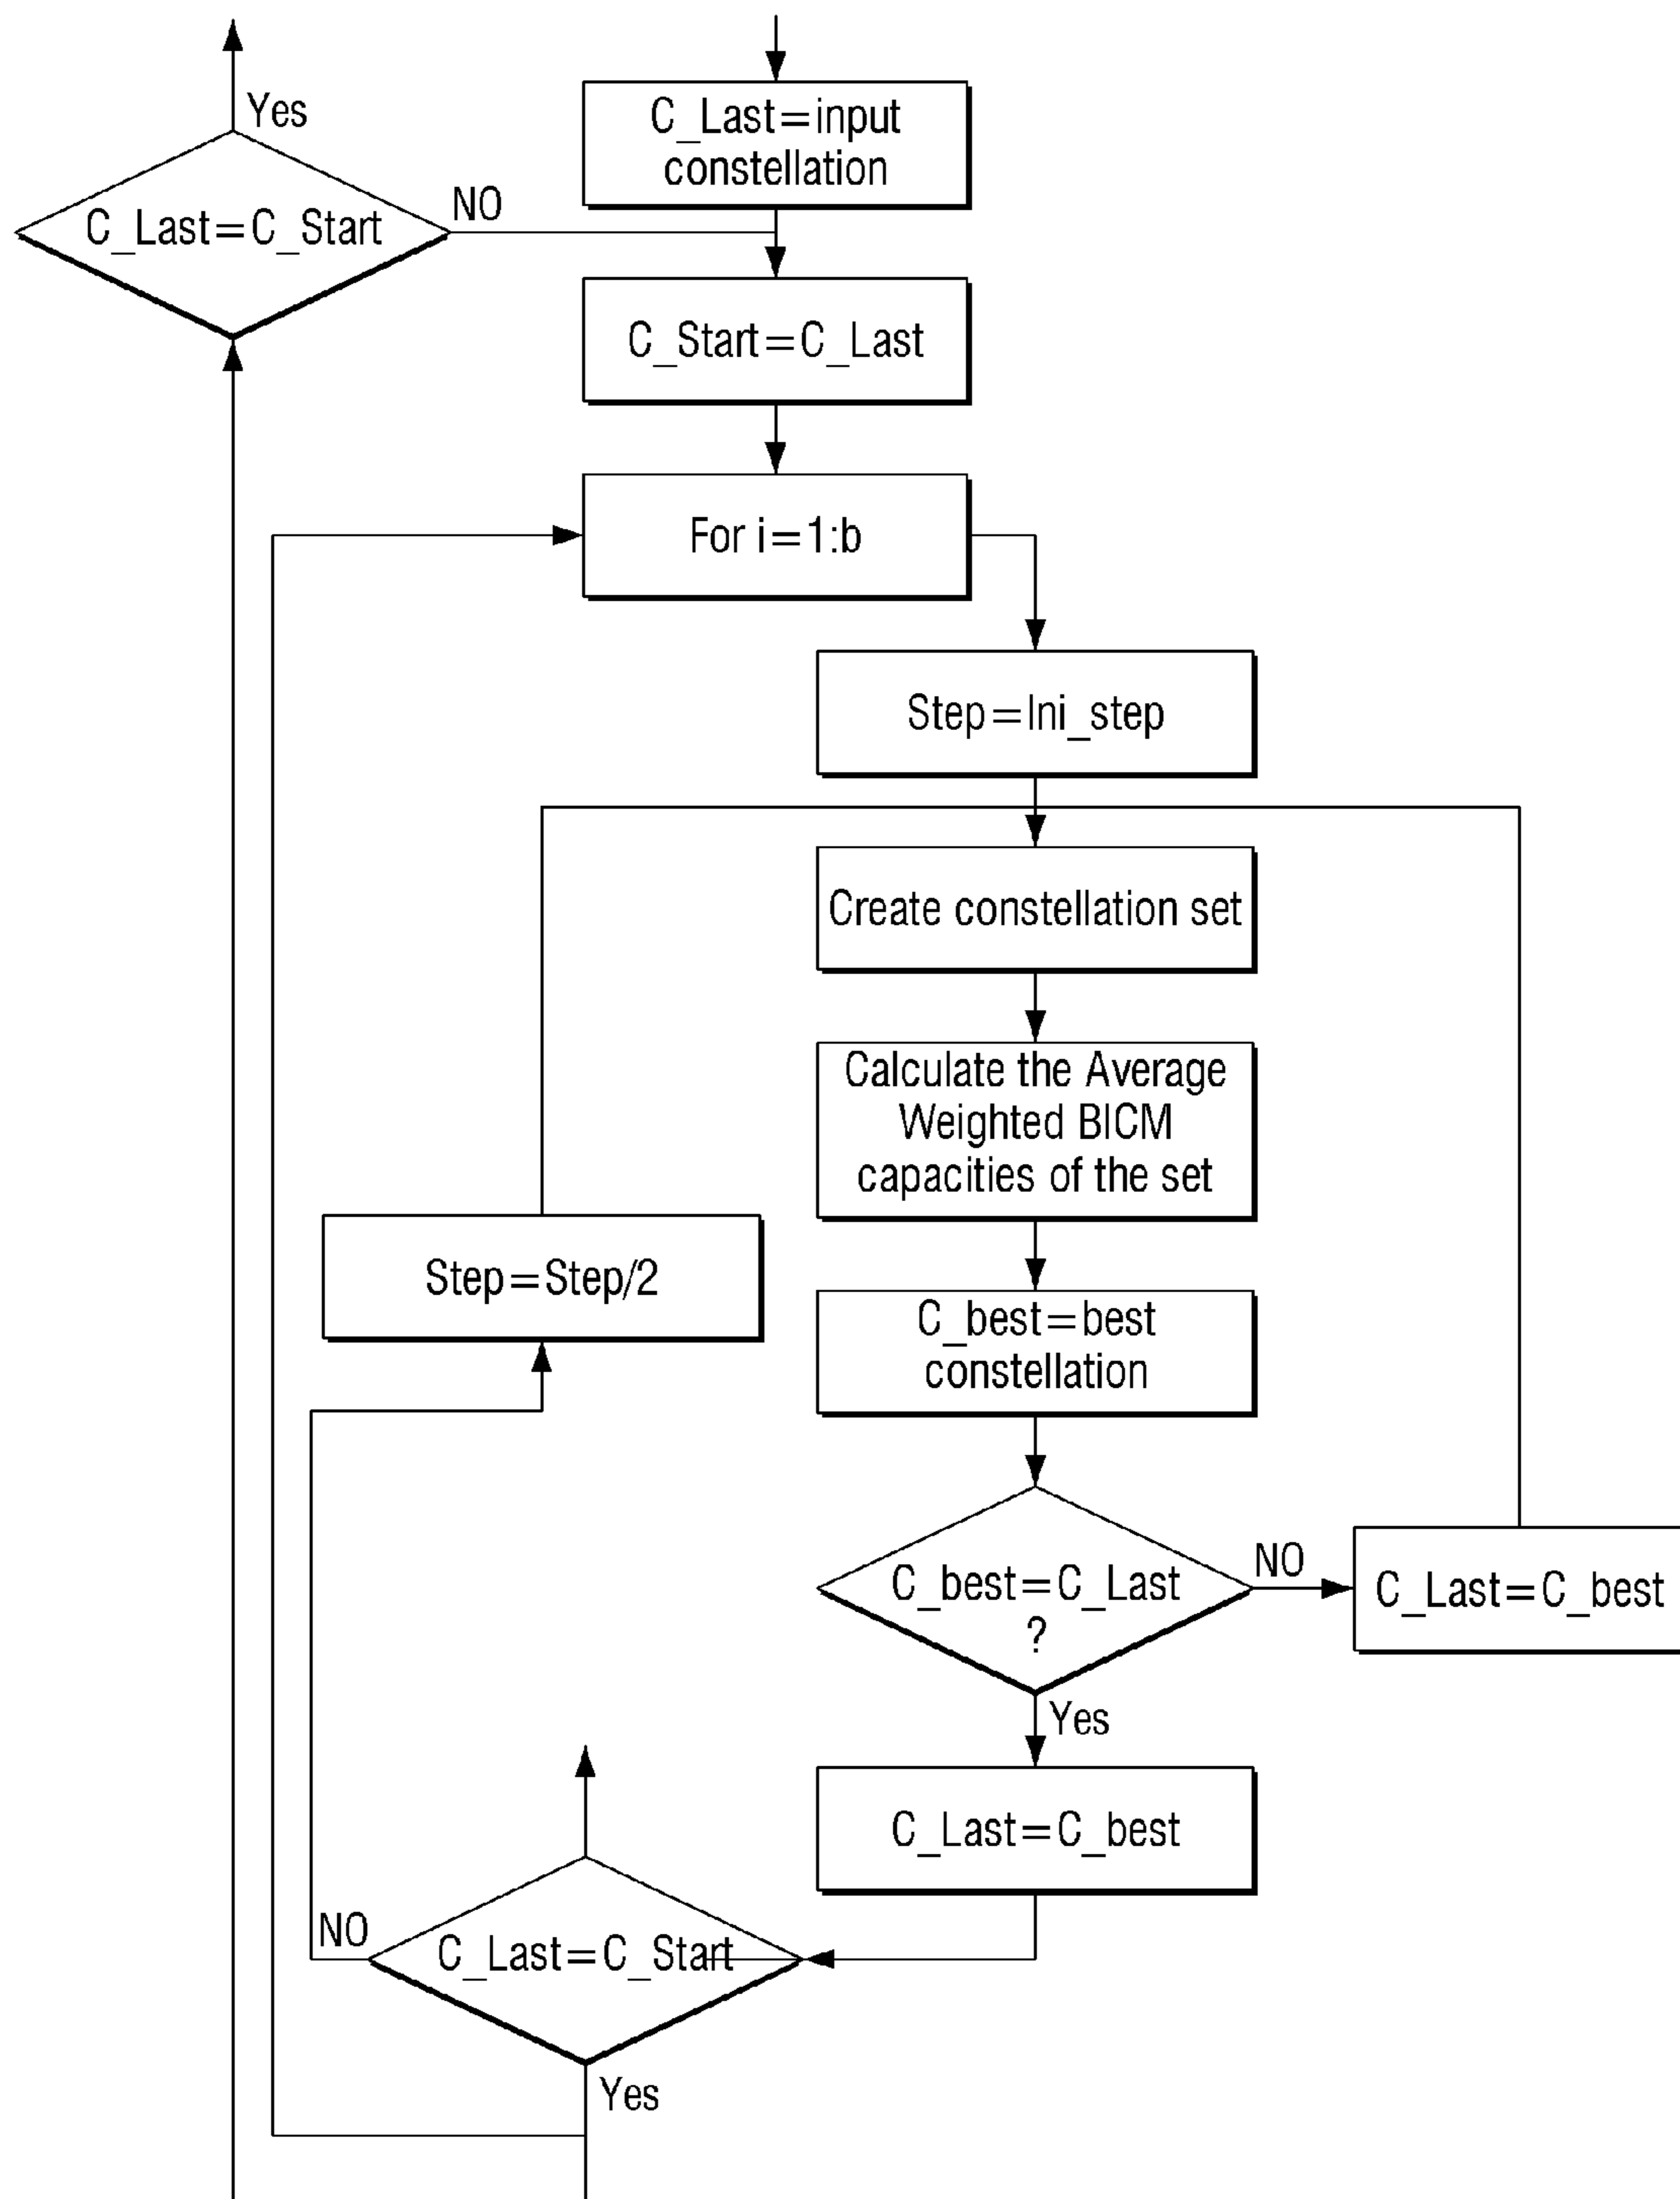 Yes
C_Last=input
constellation
C_Last=C_Start
NO
C_Start=C_Last
For i=1:b
Step=Ini_step
Create constellation set
Calculate the Average
Weighted BICM
capacities of the set
Step=Step/2
C_best=best
constellation
C_best=C_Last
?
NO
C_Last=C_best
Yes
C_Last=C_best
NO
C_Last=C_Start
Yes